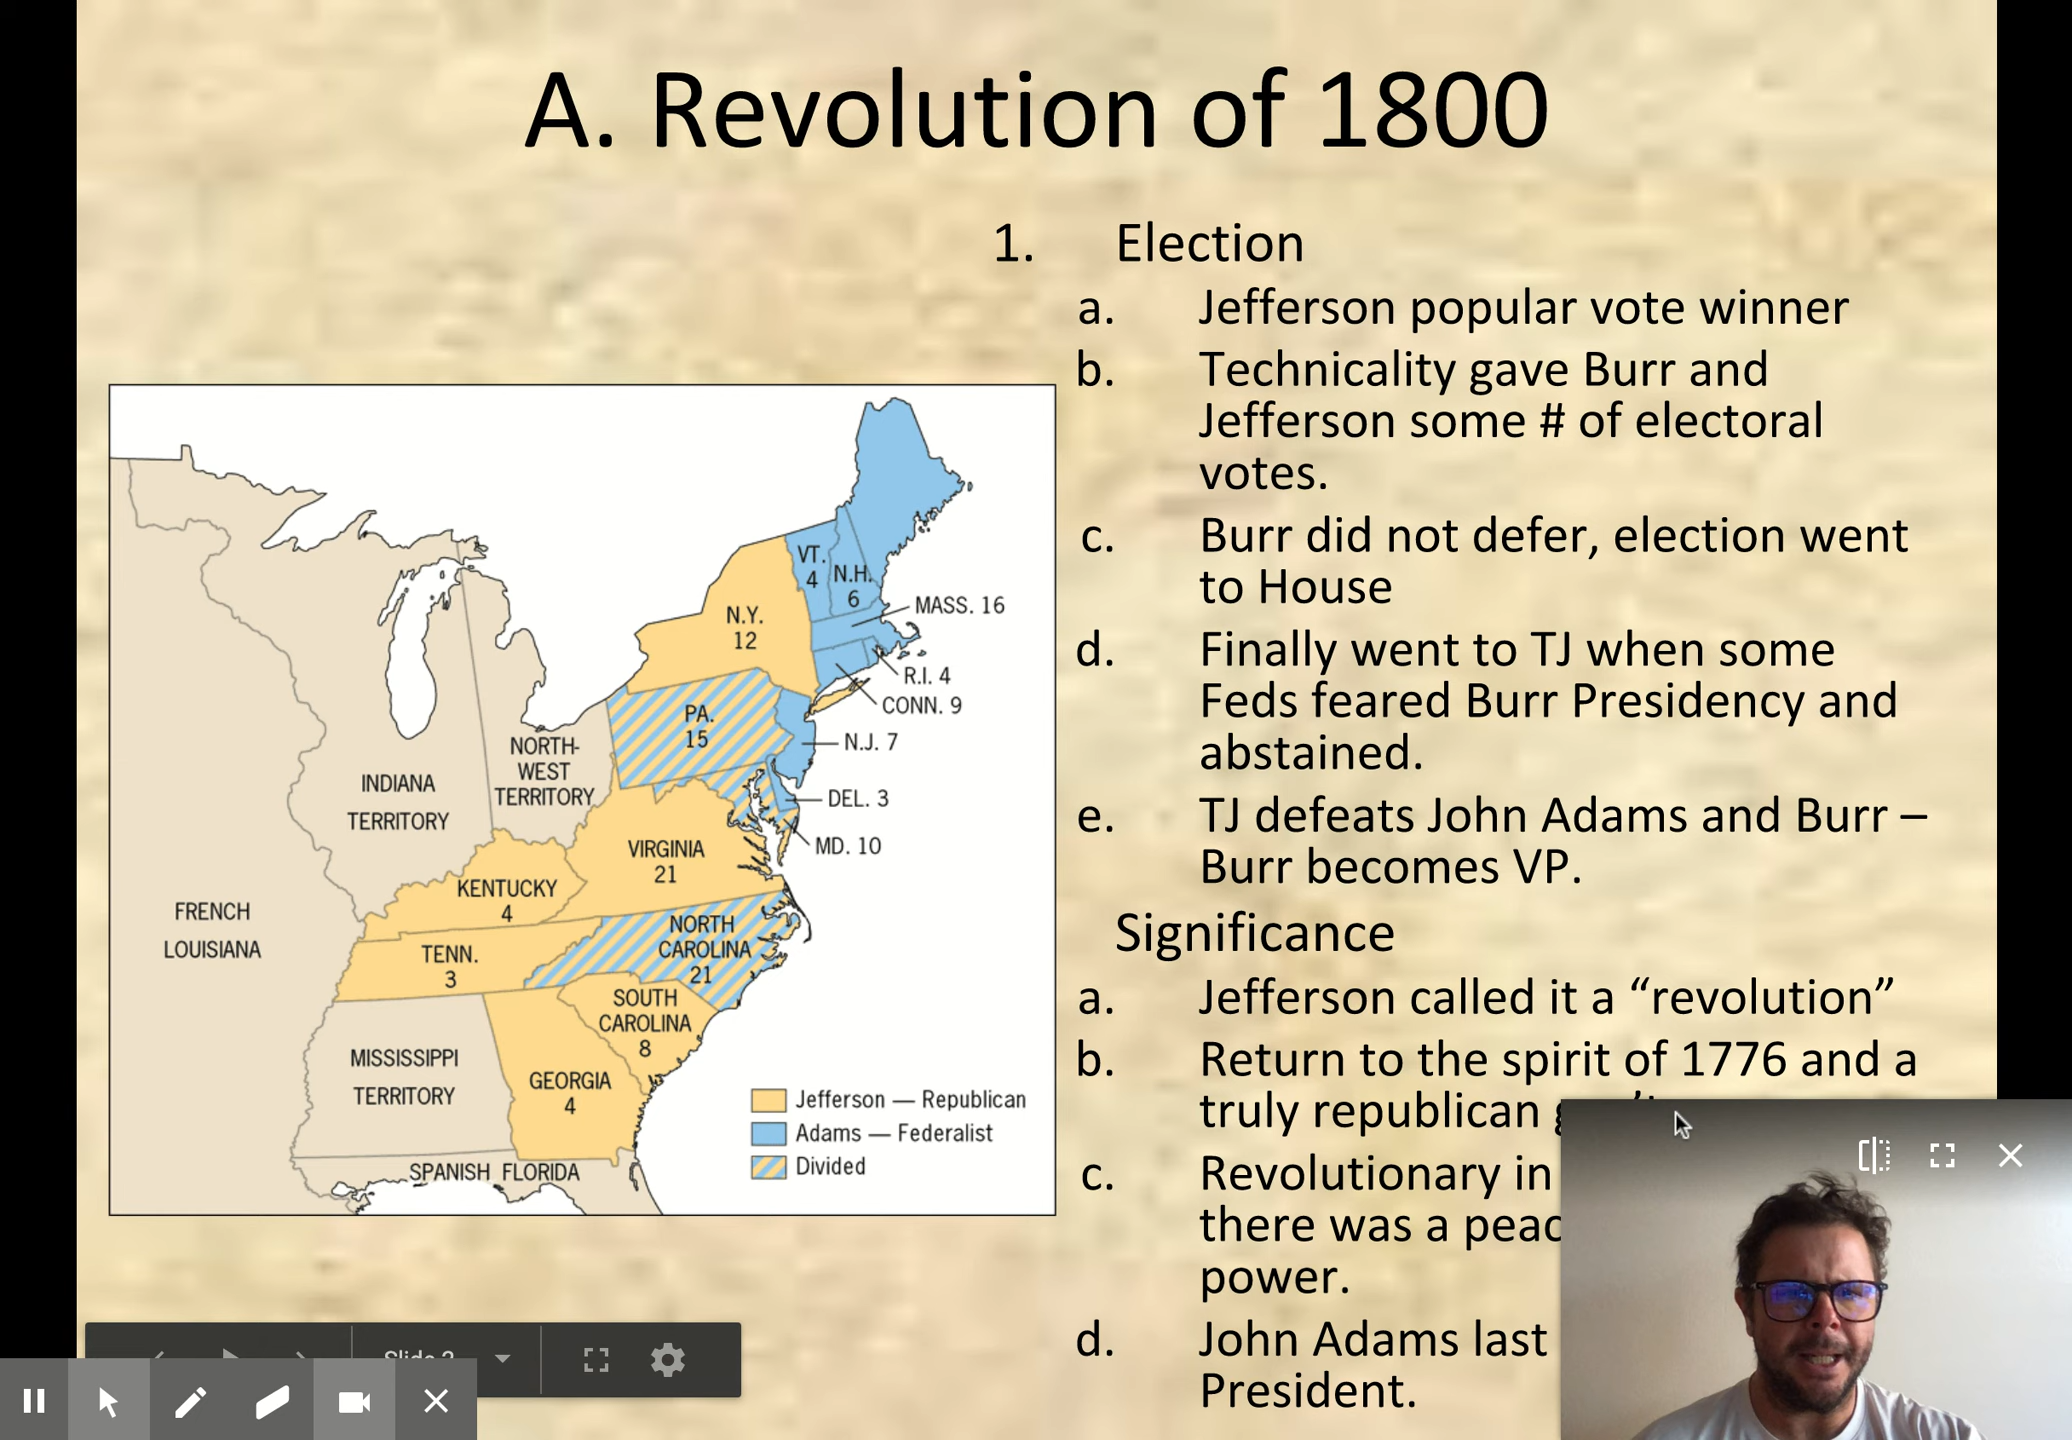 A. Revolution of 1800
1. Election
a. Jefferson popular vote winner
b. Technicality gave Burr and
Jefferson some # of electoral
votes.
c. Burr did not defer, election went
to House
d. Finally went to TJ when some
Feds feared Burr Presidency and
abstained.
e. TJ defeats John Adams and Burr –
Burr becomes VP.
Significance
a. Jefferson called it a “revolution”
b. Return to the spirit of 1776 and a
truly republican
c. Revolutionary in
there was a
power.
d. John Adams last
President.
VT.
4
N.H.
6
MASS. 16
N.Y.
12
R.I. 4
CONN. 9
PA.
15
N.J. 7
NORTH-
WEST
TERRITORY
INDIANA
TERRITORY
DEL. 3
MD. 10
VIRGINIA
21
KENTUCKY
4
FRENCH
LOUISIANA
NORTH
CAROLINA
21
TENN.
3
SOUTH
CAROLINA
8
MISSISSIPPI
TERRITORY
GEORGIA
4
SPANISH FLORIDA
Jefferson — Republican
Adams — Federalist
Divided